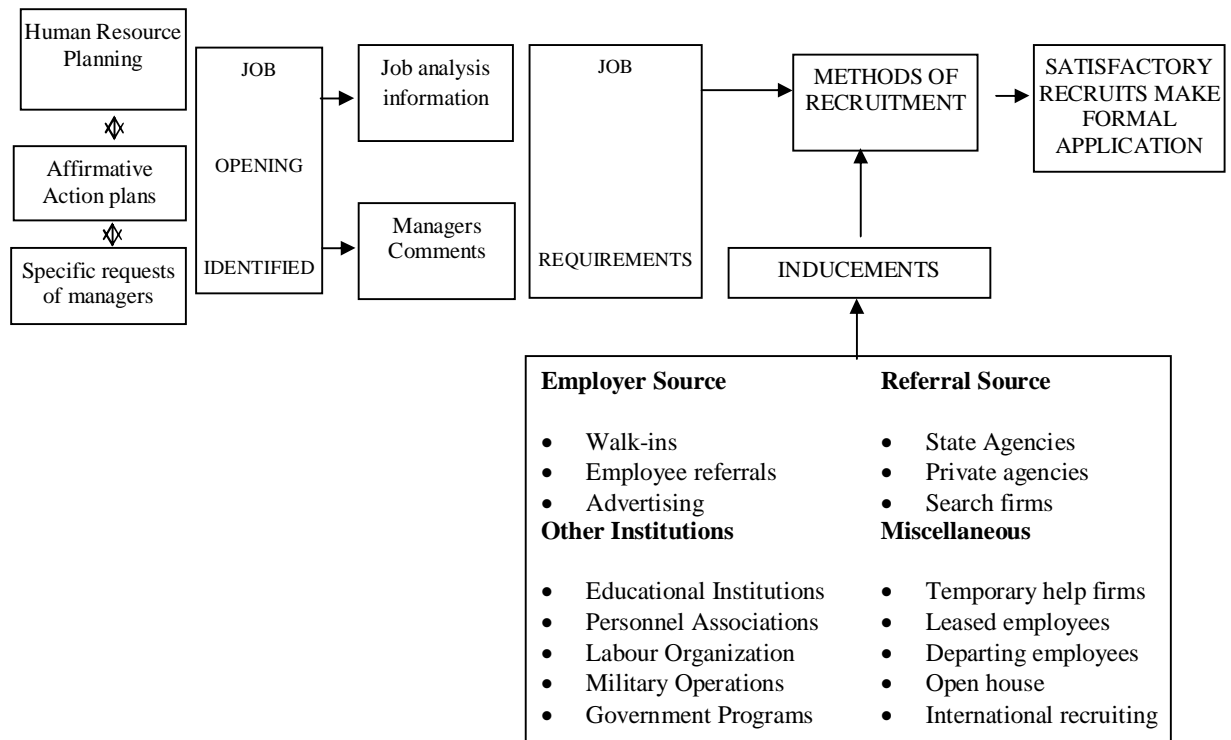 Human Resource
Planning
Affirmative
Action plans
Specific requests
of managers
JOB
OPENING
IDENTIFIED
Job analysis
information
Managers
Comments
JOB
REQUIREMENTS
METHODS OF
RECRUITMENT
SATISFACTORY
RECRUITS MAKE
FORMAL
APPLICATION
INDUCEMENTS
Employer Source
• Walk-ins
• Employee referrals
• Advertising
Other Institutions
• Educational Institutions
• Personnel Associations
• Labour Organization
• Military Operations
• Government Programs
Referral Source
• State Agencies
• Private agencies
• Search firms
Miscellaneous
• Temporary help firms
• Leased employees
• Departing employees
• Open house
• International recruiting